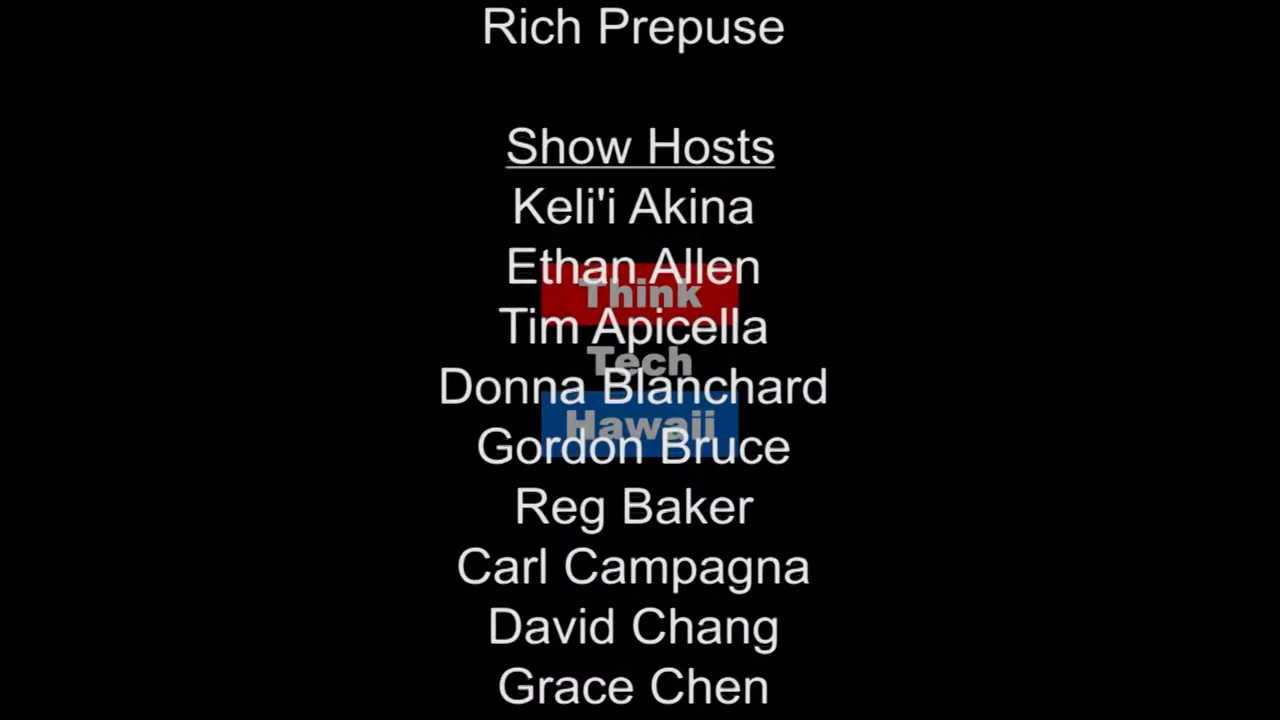 Rich Prepuse
Show Hosts
Keli'i Akina
Ethan Allen
Think
Tim Apicella
Tech
Donna Blanchard
Hawaii
Gordon Bruce
Reg Baker
Carl Campagna
David Chang
Grace Chen